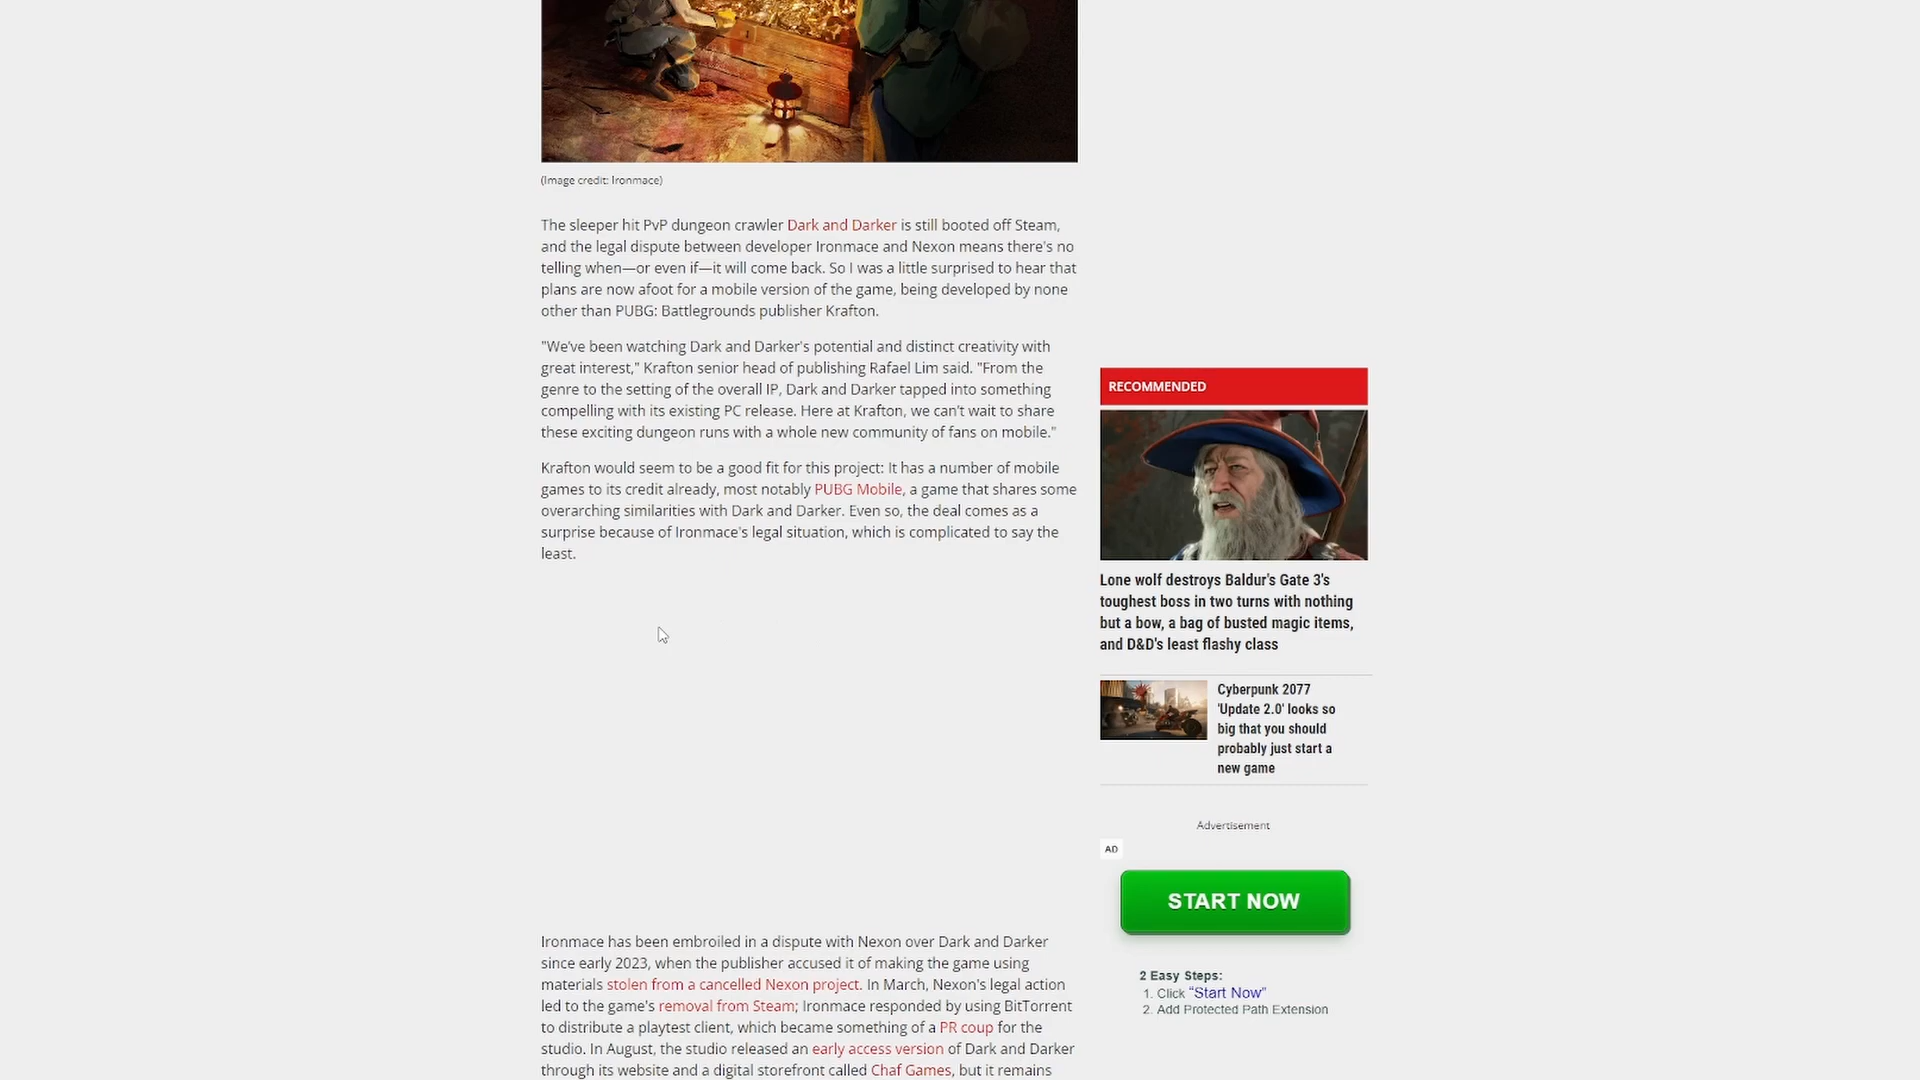 (Image credit: Ironmace)
The sleeper hit PvP dungeon crawler Dark and Darker is still booted off Steam,
and the legal dispute between developer Ironmace and Nexon means there's no
telling when—or even if—it will come back. So I was a little surprised to hear that
plans are now afoot for a mobile version of the game, being developed by none
other than PUBG: Battlegrounds publisher Krafton.
"We've been watching Dark and Darker's potential and distinct creativity with
great interest," Krafton senior head of publishing Rafael Lim said. "From the
genre to the setting of the overall IP, Dark and Darker tapped into something
compelling with its existing PC release. Here at Krafton, we can't wait to share
these exciting dungeon runs with a whole new community of fans on mobile."
Krafton would seem to be a good fit for this project: It has a number of mobile
games to its credit already, most notably PUBG Mobile, a game that shares some
overarching similarities with Dark and Darker. Even so, the deal comes as a
surprise because of Ironmace's legal situation, which is complicated to say the
least.
Ironmace has been embroiled in a dispute with Nexon over Dark and Darker
since early 2023, when the publisher accused it of making the game using
materials stolen from a cancelled Nexon project. In March, Nexon's legal action
led to the game's removal from Steam; Ironmace responded by using BitTorrent
to distribute a playtest client, which became something of a PR coup for the
studio. In August, the studio released an early access version of Dark and Darker
through its website and a digital storefront called Chaf Games, but it remains
RECOMMENDED
Lone wolf destroys Baldur's Gate 3's
toughest boss in two turns with nothing
but a bow, a bag of busted magic items,
and D&D's least flashy class
Cyberpunk 2077
'Update 2.0' looks so
big that you should
probably just start a
new game
Advertisement
AD
START NOW
2 Easy Steps:
1. Click "Start Now"
2. Add Protected Path Extension